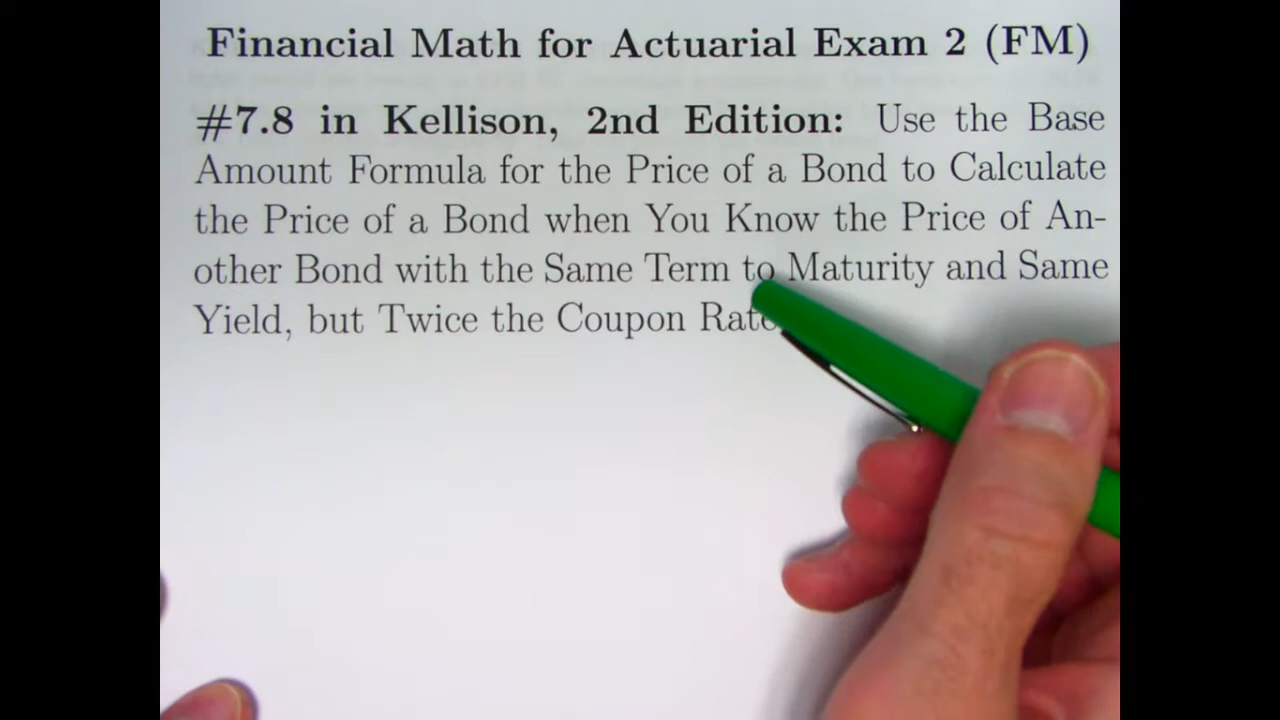 Financial Math for Actuarial Exam 2 (FM)
#7.8 in Kellison, 2nd Edition: Use the Base
Amount Formula for the Price of a Bond to Calculate
the Price of a Bond when You Know the Price of An-
other Bond with the Same Term to Maturity and Same
Yield, but Twice the Coupon Rate